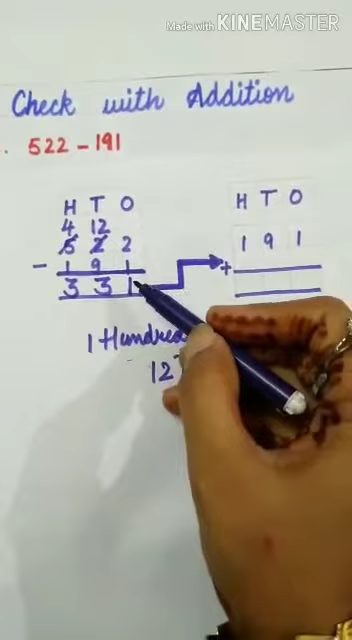 Made with KINEMASTER
Check with Addition
522 - 191
H T O
4 12
5 2 2
- 1 9 1
3 3 1
H T O
1 9 1
+
1 Hundred
12